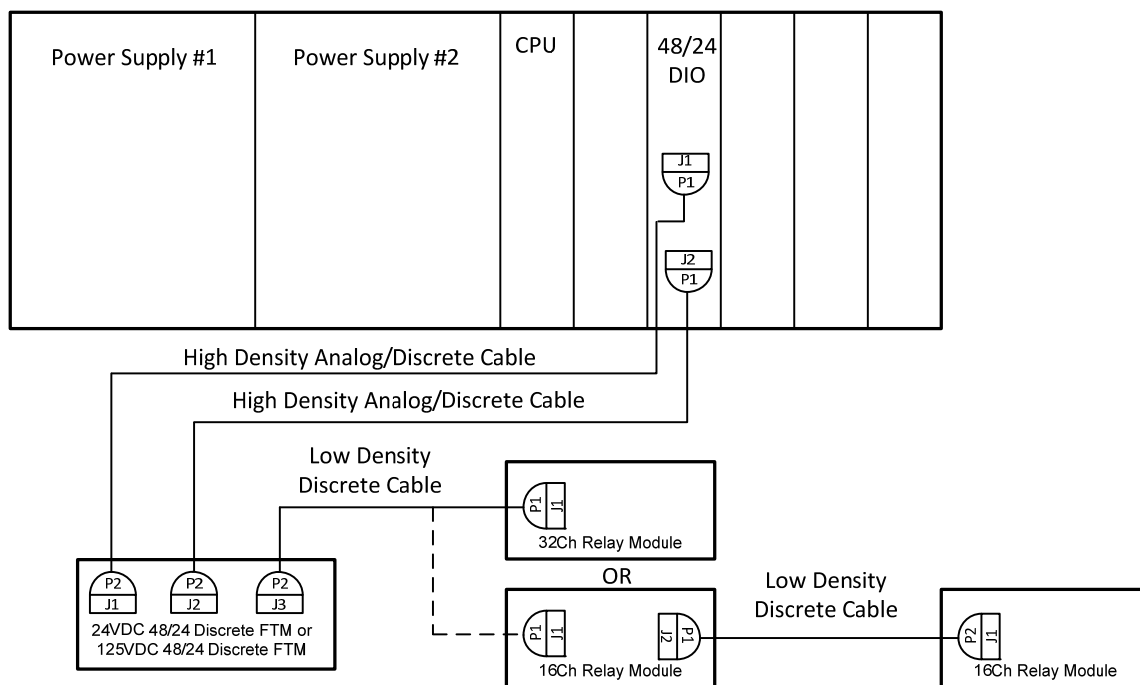 Power Supply #1
Power Supply #2
CPU
48/24
DIO
J1
P1
J2
P1
High Density Analog/Discrete Cable
High Density Analog/Discrete Cable
Low Density
Discrete Cable
P1
J1
32Ch Relay Module
OR
P2
J1
P2
J2
P2
J3
24VDC 48/24 Discrete FTM or
125VDC 48/24 Discrete FTM
P1
J1
J2
P1
16Ch Relay Module
Low Density
Discrete Cable
P2
J1
16Ch Relay Module